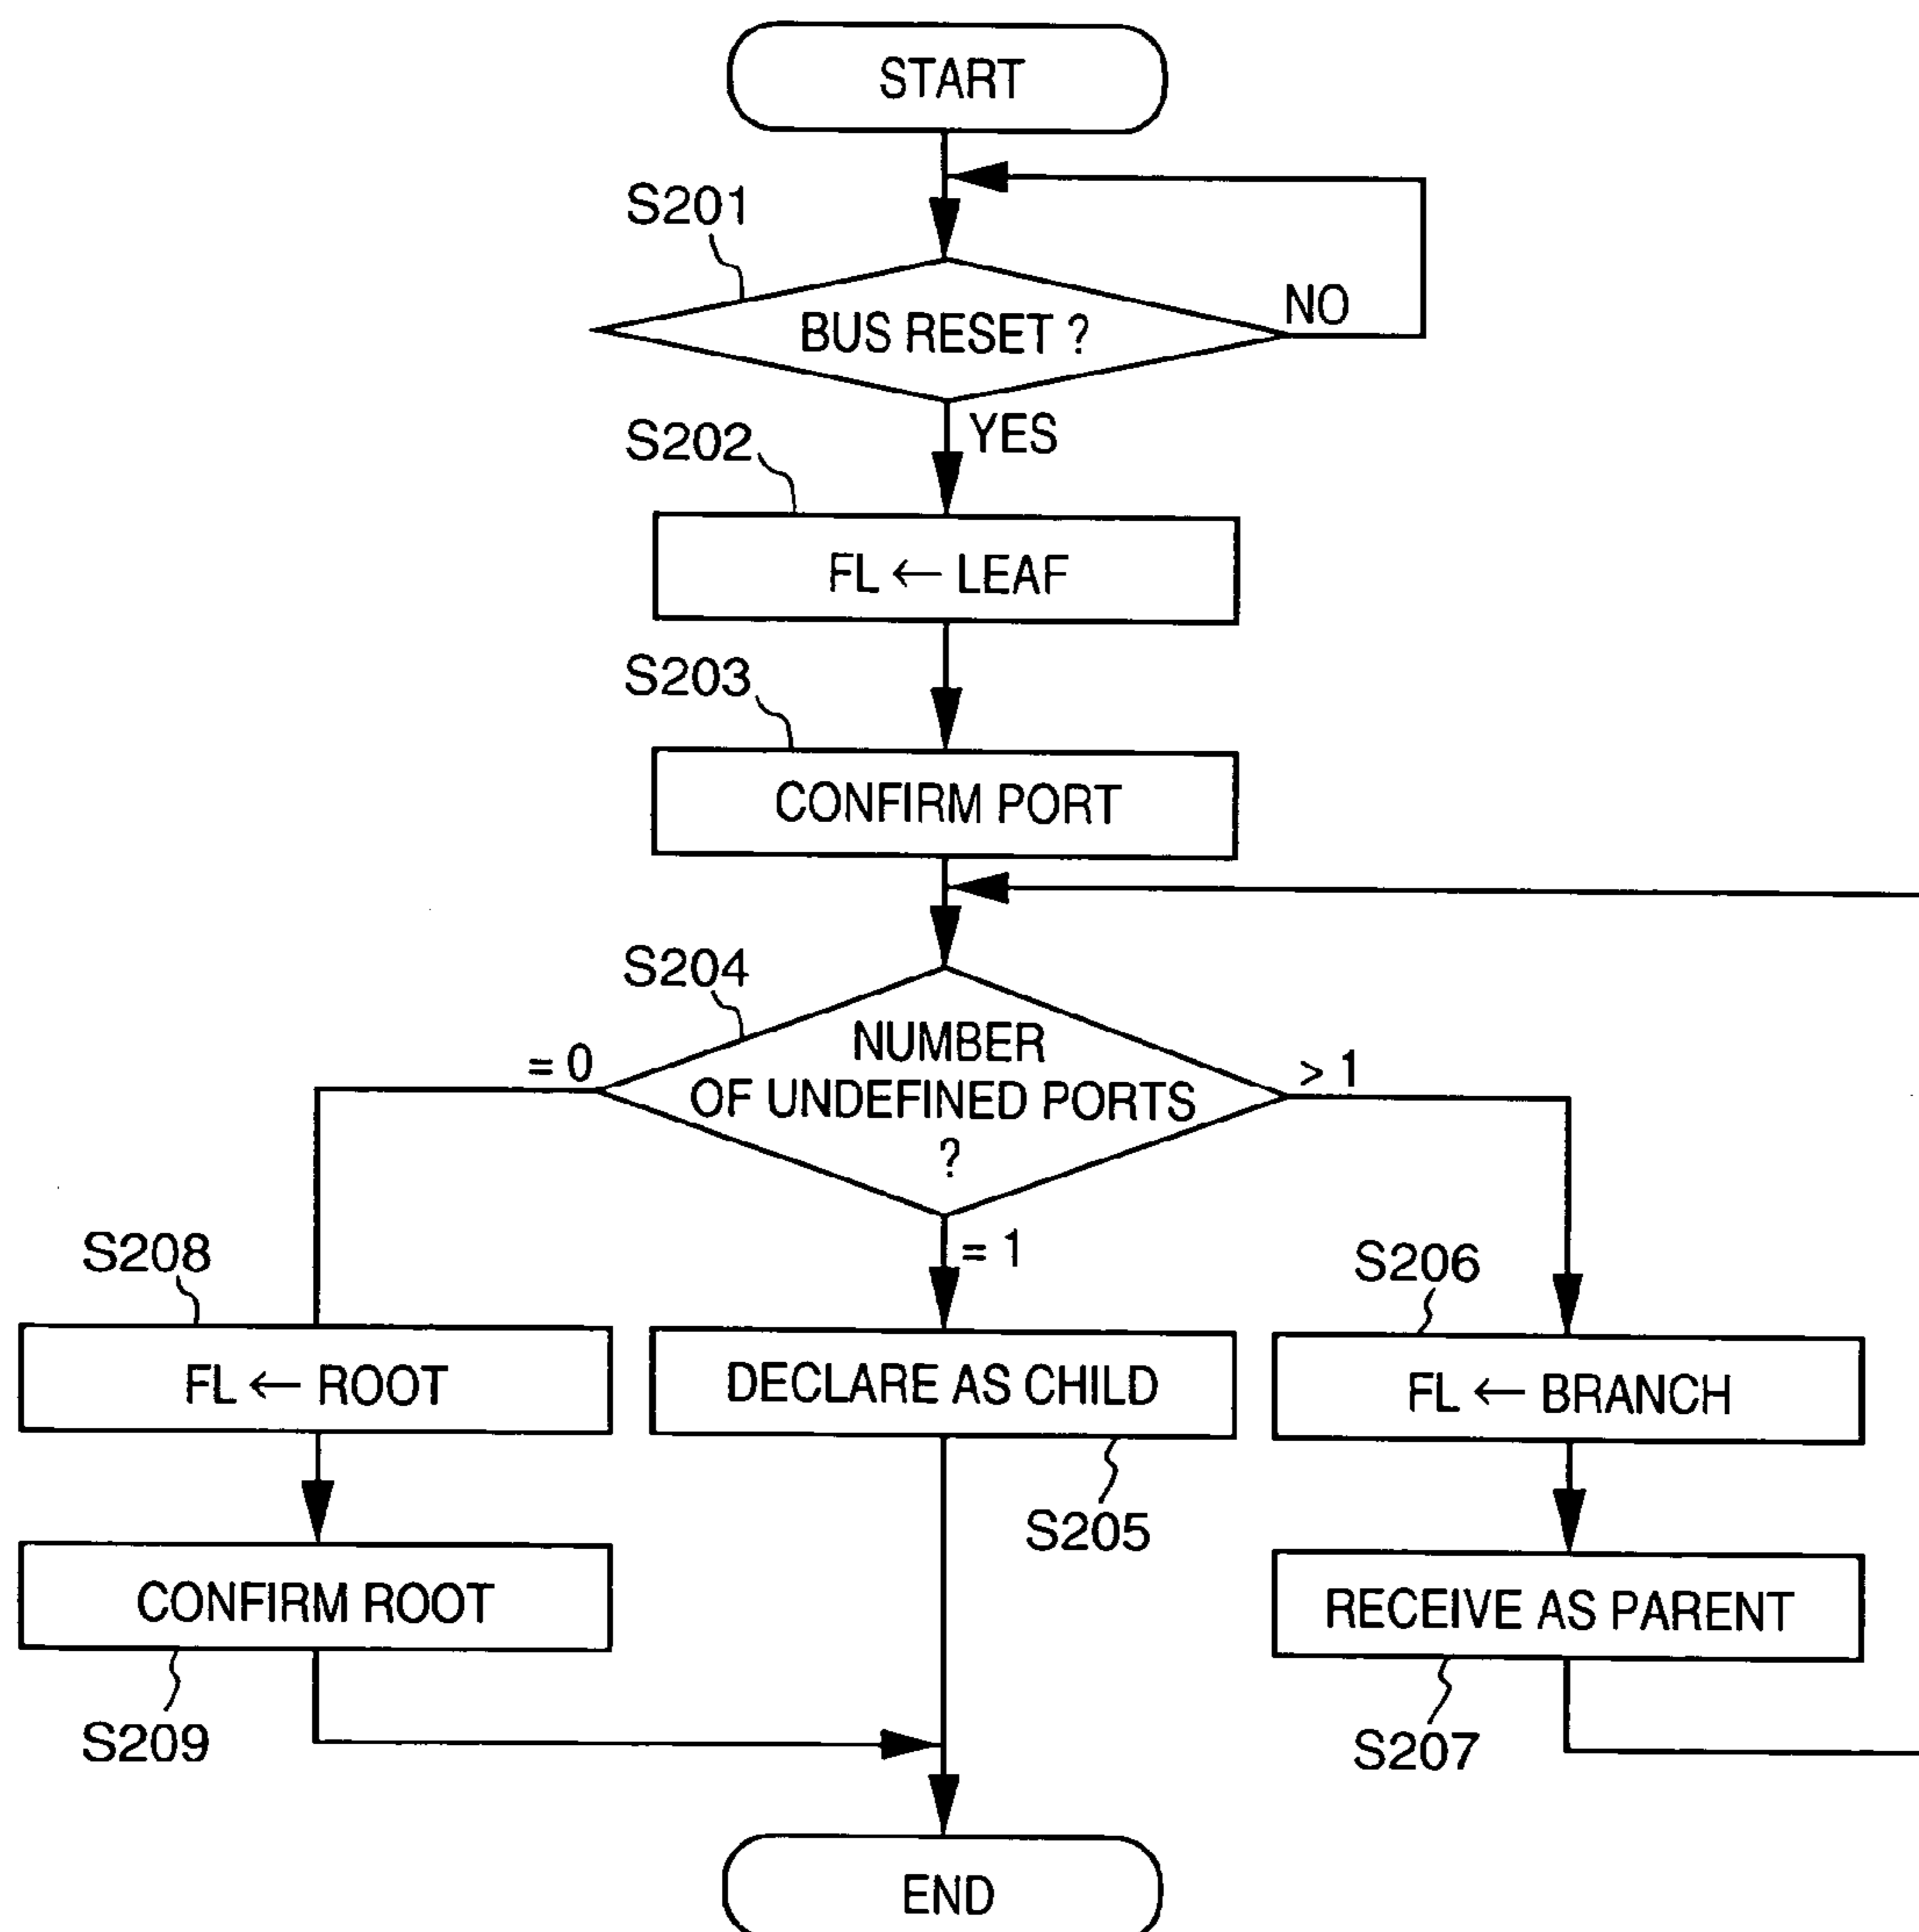 START
S201
NO
BUS RESET ?
YES
S202
FL ← LEAF
S203
CONFIRM PORT
S204
NUMBER
OF UNDEFINED PORTS
?
= 0
> 1
= 1
S208
S206
FL ← ROOT
DECLARE AS CHILD
FL ← BRANCH
S205
CONFIRM ROOT
RECEIVE AS PARENT
S209
S207
END